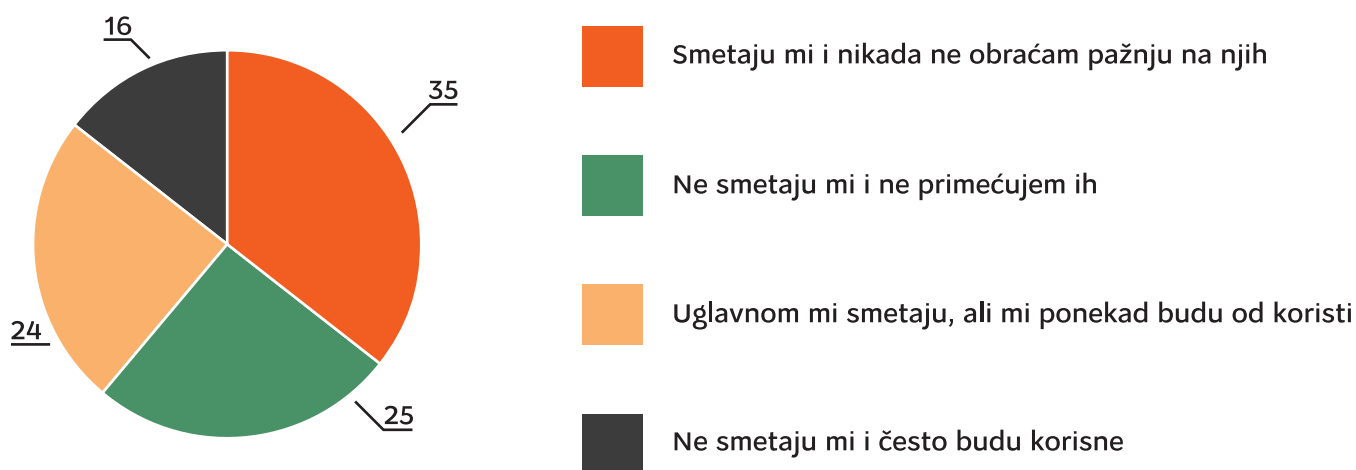 16
35
24
25
Smetaju mi i nikada ne obraćam pažnju na njih
Ne smetaju mi i ne primećujem ih
Uglavnom mi smetaju, ali mi ponekad budu od koristi
Ne smetaju mi i često budu korisne